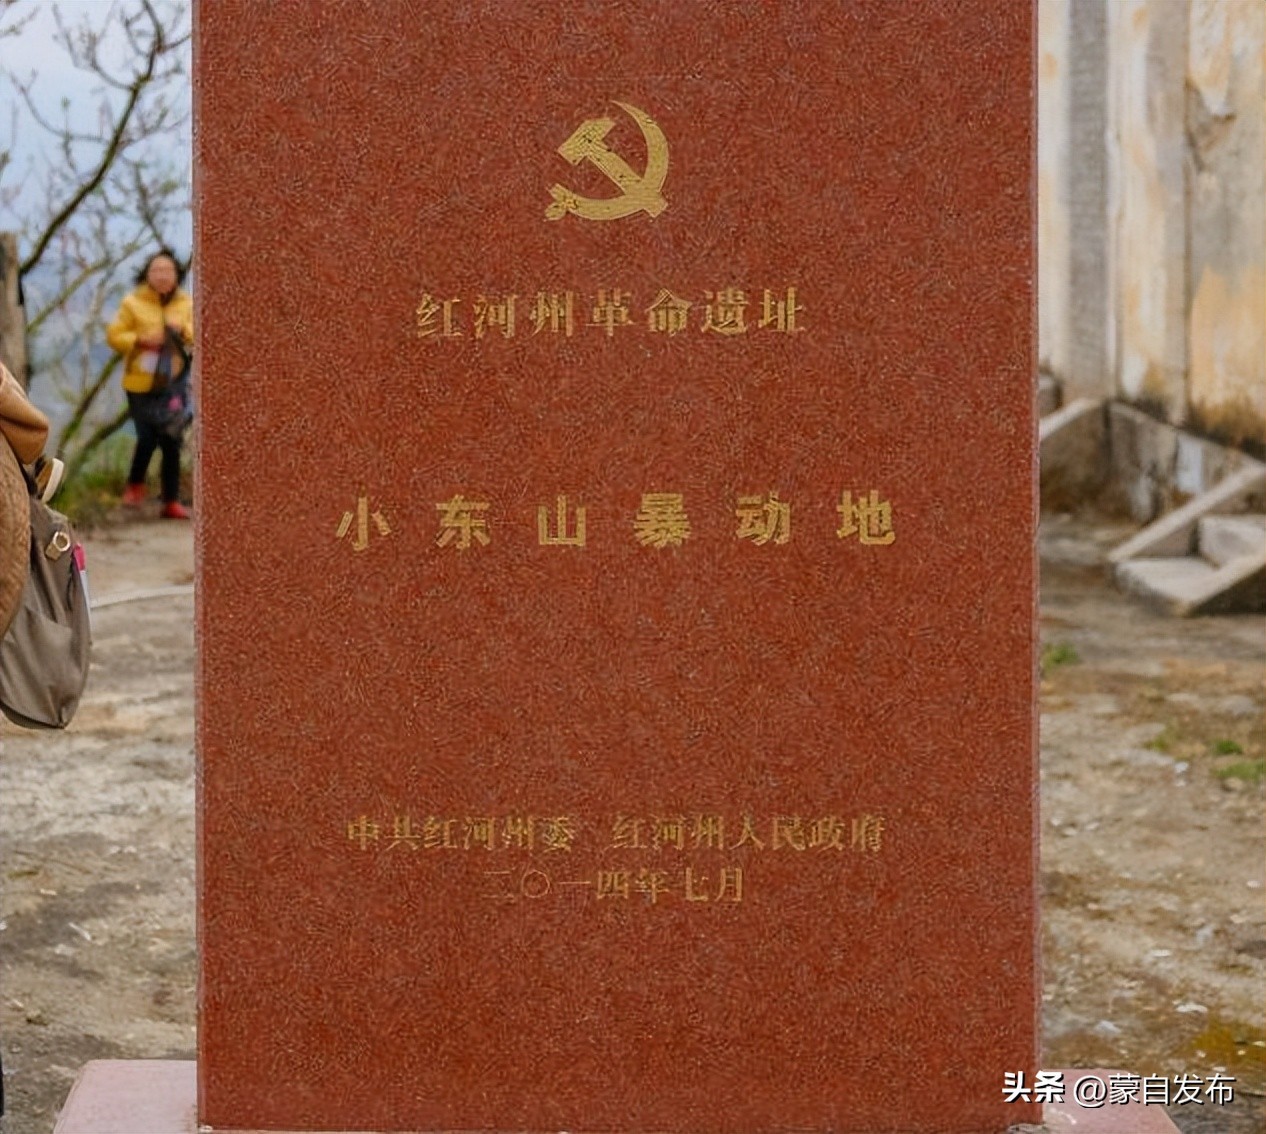 红河州革命遗址
小东山暴动地
中共红河州委 红河州人民政府
二〇一四年七月
头条 @蒙自发布